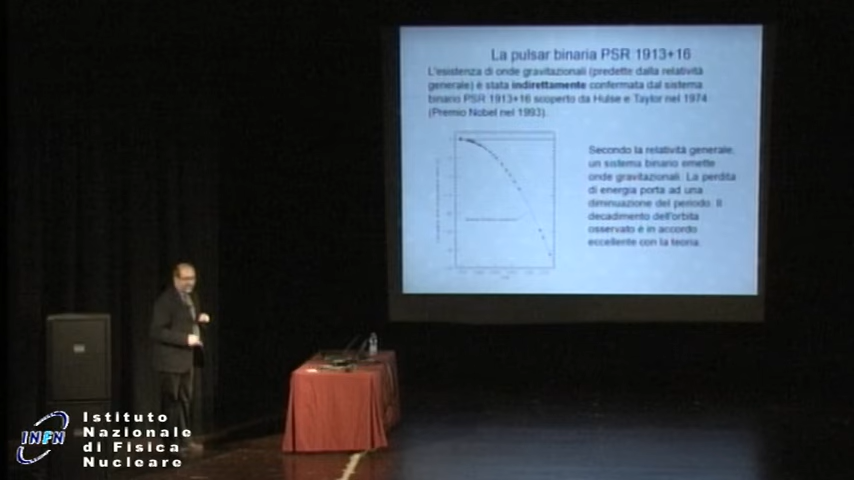 La pulsar binaria PSR 1913+16
L'esistenza di onde gravitazionali (predette dalla relatività
generale) è stata indirettamente confermata dal sistema
binario PSR 1913+16 scoperto da Hulse e Taylor nel 1974
(Premio Nobel nel 1993).
Secondo la relatività generale,
un sistema binario emette
onde gravitazionali. La perdita
di energia porta ad una
diminuazione del periodo. Il
decadimento dell'orbita
osservato è in accordo
eccellente con la teoria.
INFN
Istituto
Nazionale
di Fisica
Nucleare